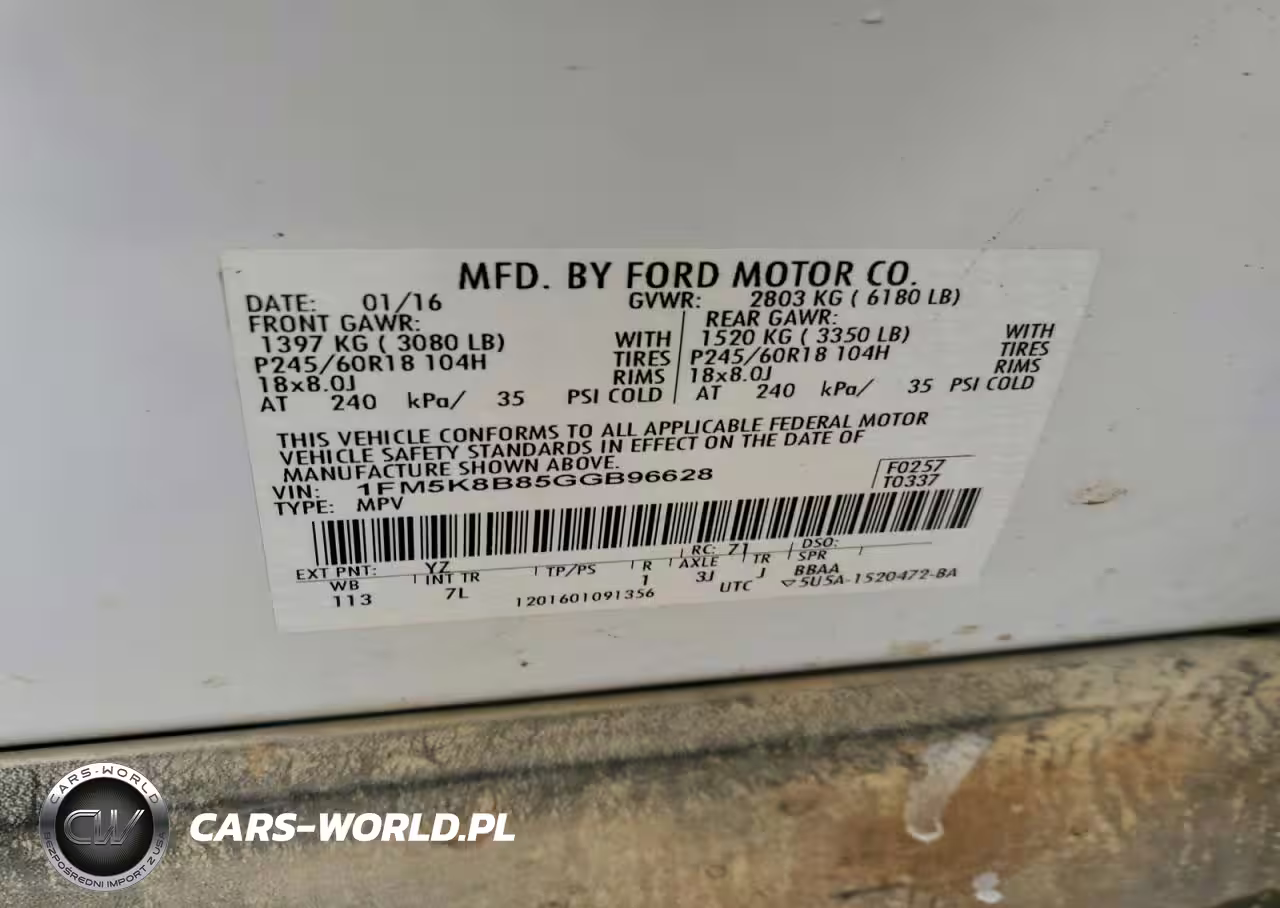 MFD. BY FORD MOTOR CO.
DATE: 01/16 GVWR: 2803 KG ( 6180 LB)
FRONT GAWR: REAR GAWR:
1397 KG ( 3080 LB) WITH 1520 KG ( 3350 LB) WITH
P245/60R18 104H TIRES P245/60R18 104H TIRES
18x8.0J RIMS 18x8.0J RIMS
AT 240 kPa/ 35 PSI COLD AT 240 kPa/ 35 PSI COLD
THIS VEHICLE CONFORMS TO ALL APPLICABLE FEDERAL MOTOR
VEHICLE SAFETY STANDARDS IN EFFECT ON THE DATE OF
MANUFACTURE SHOWN ABOVE.
VIN: 1FM5K8B85GGB96628 F0257
TYPE: MPV T0337
EXT PNT: YZ RC: 71 DSO:
WB INT TR TP/PS R AXLE TR SPR
113 7L 1 3J J BBAA
1201601091356 UTC ▽5U5A-1520472-BA
CARS-WORLD
CW
BEZPOŚREDNI IMPORT Z USA
CARS-WORLD.PL